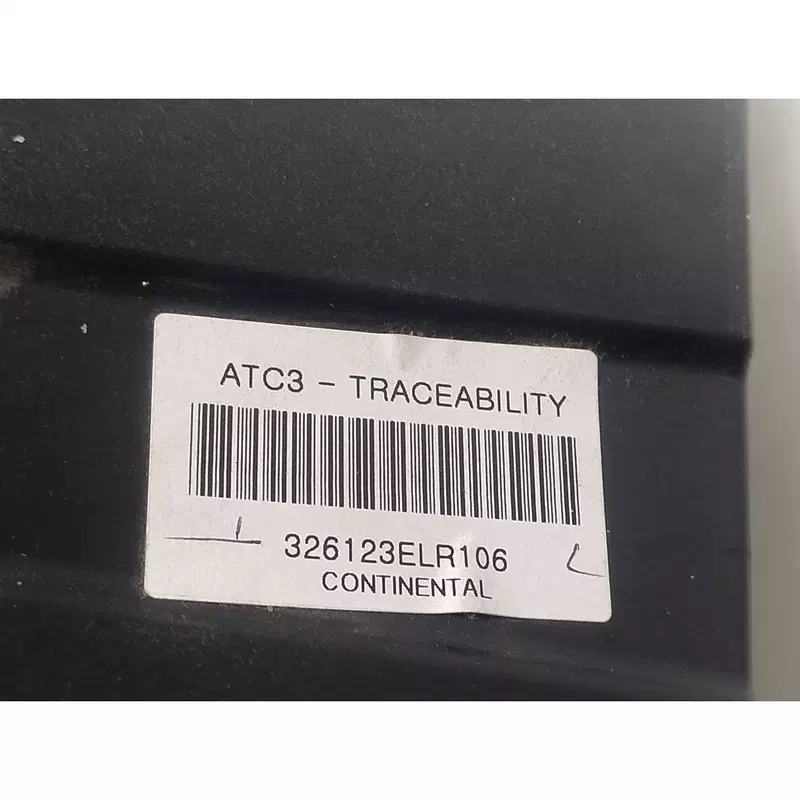 ATC3 - TRACEABILITY
326123ELR106
CONTINENTAL